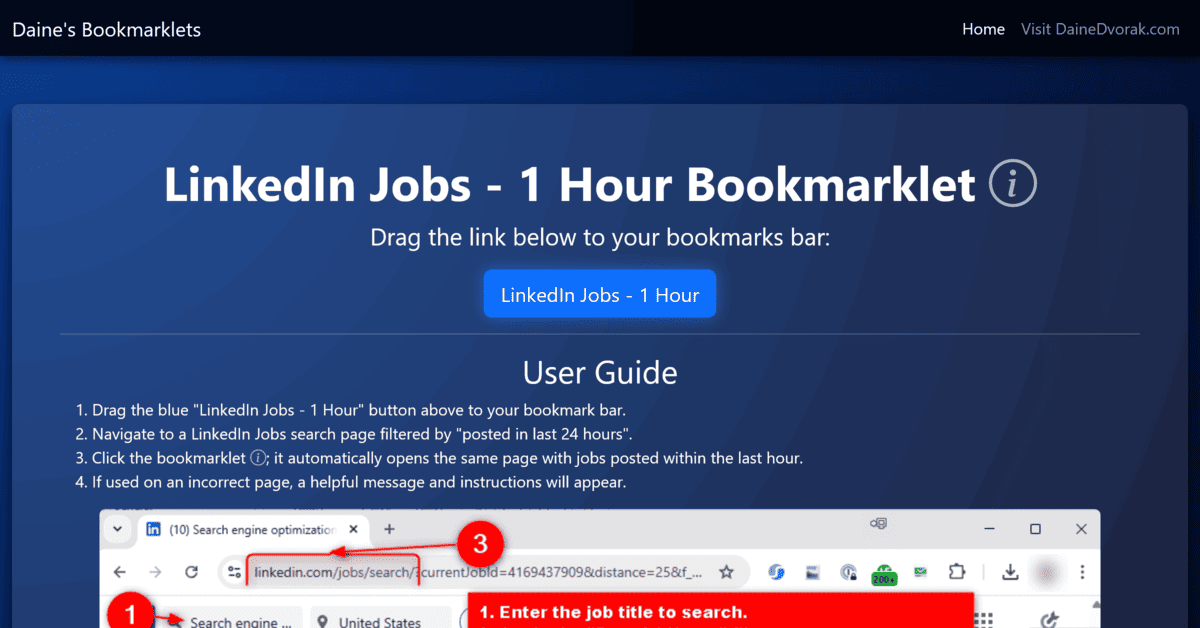 Daine's Bookmarklets
Home Visit DaineDvorak.com
LinkedIn Jobs - 1 Hour Bookmarklet i
Drag the link below to your bookmarks bar:
LinkedIn Jobs - 1 Hour
User Guide
1. Drag the blue "LinkedIn Jobs - 1 Hour" button above to your bookmark bar.
2. Navigate to a LinkedIn Jobs search page filtered by "posted in last 24 hours".
3. Click the bookmarklet i; it automatically opens the same page with jobs posted within the last hour.
4. If used on an incorrect page, a helpful message and instructions will appear.
in (10) Search engine optimization
3
linkedin.com/jobs/search/?currentJobId=4169437909&distance=25&f_...
200+
1
Search engine ...
United States
1. Enter the job title to search.